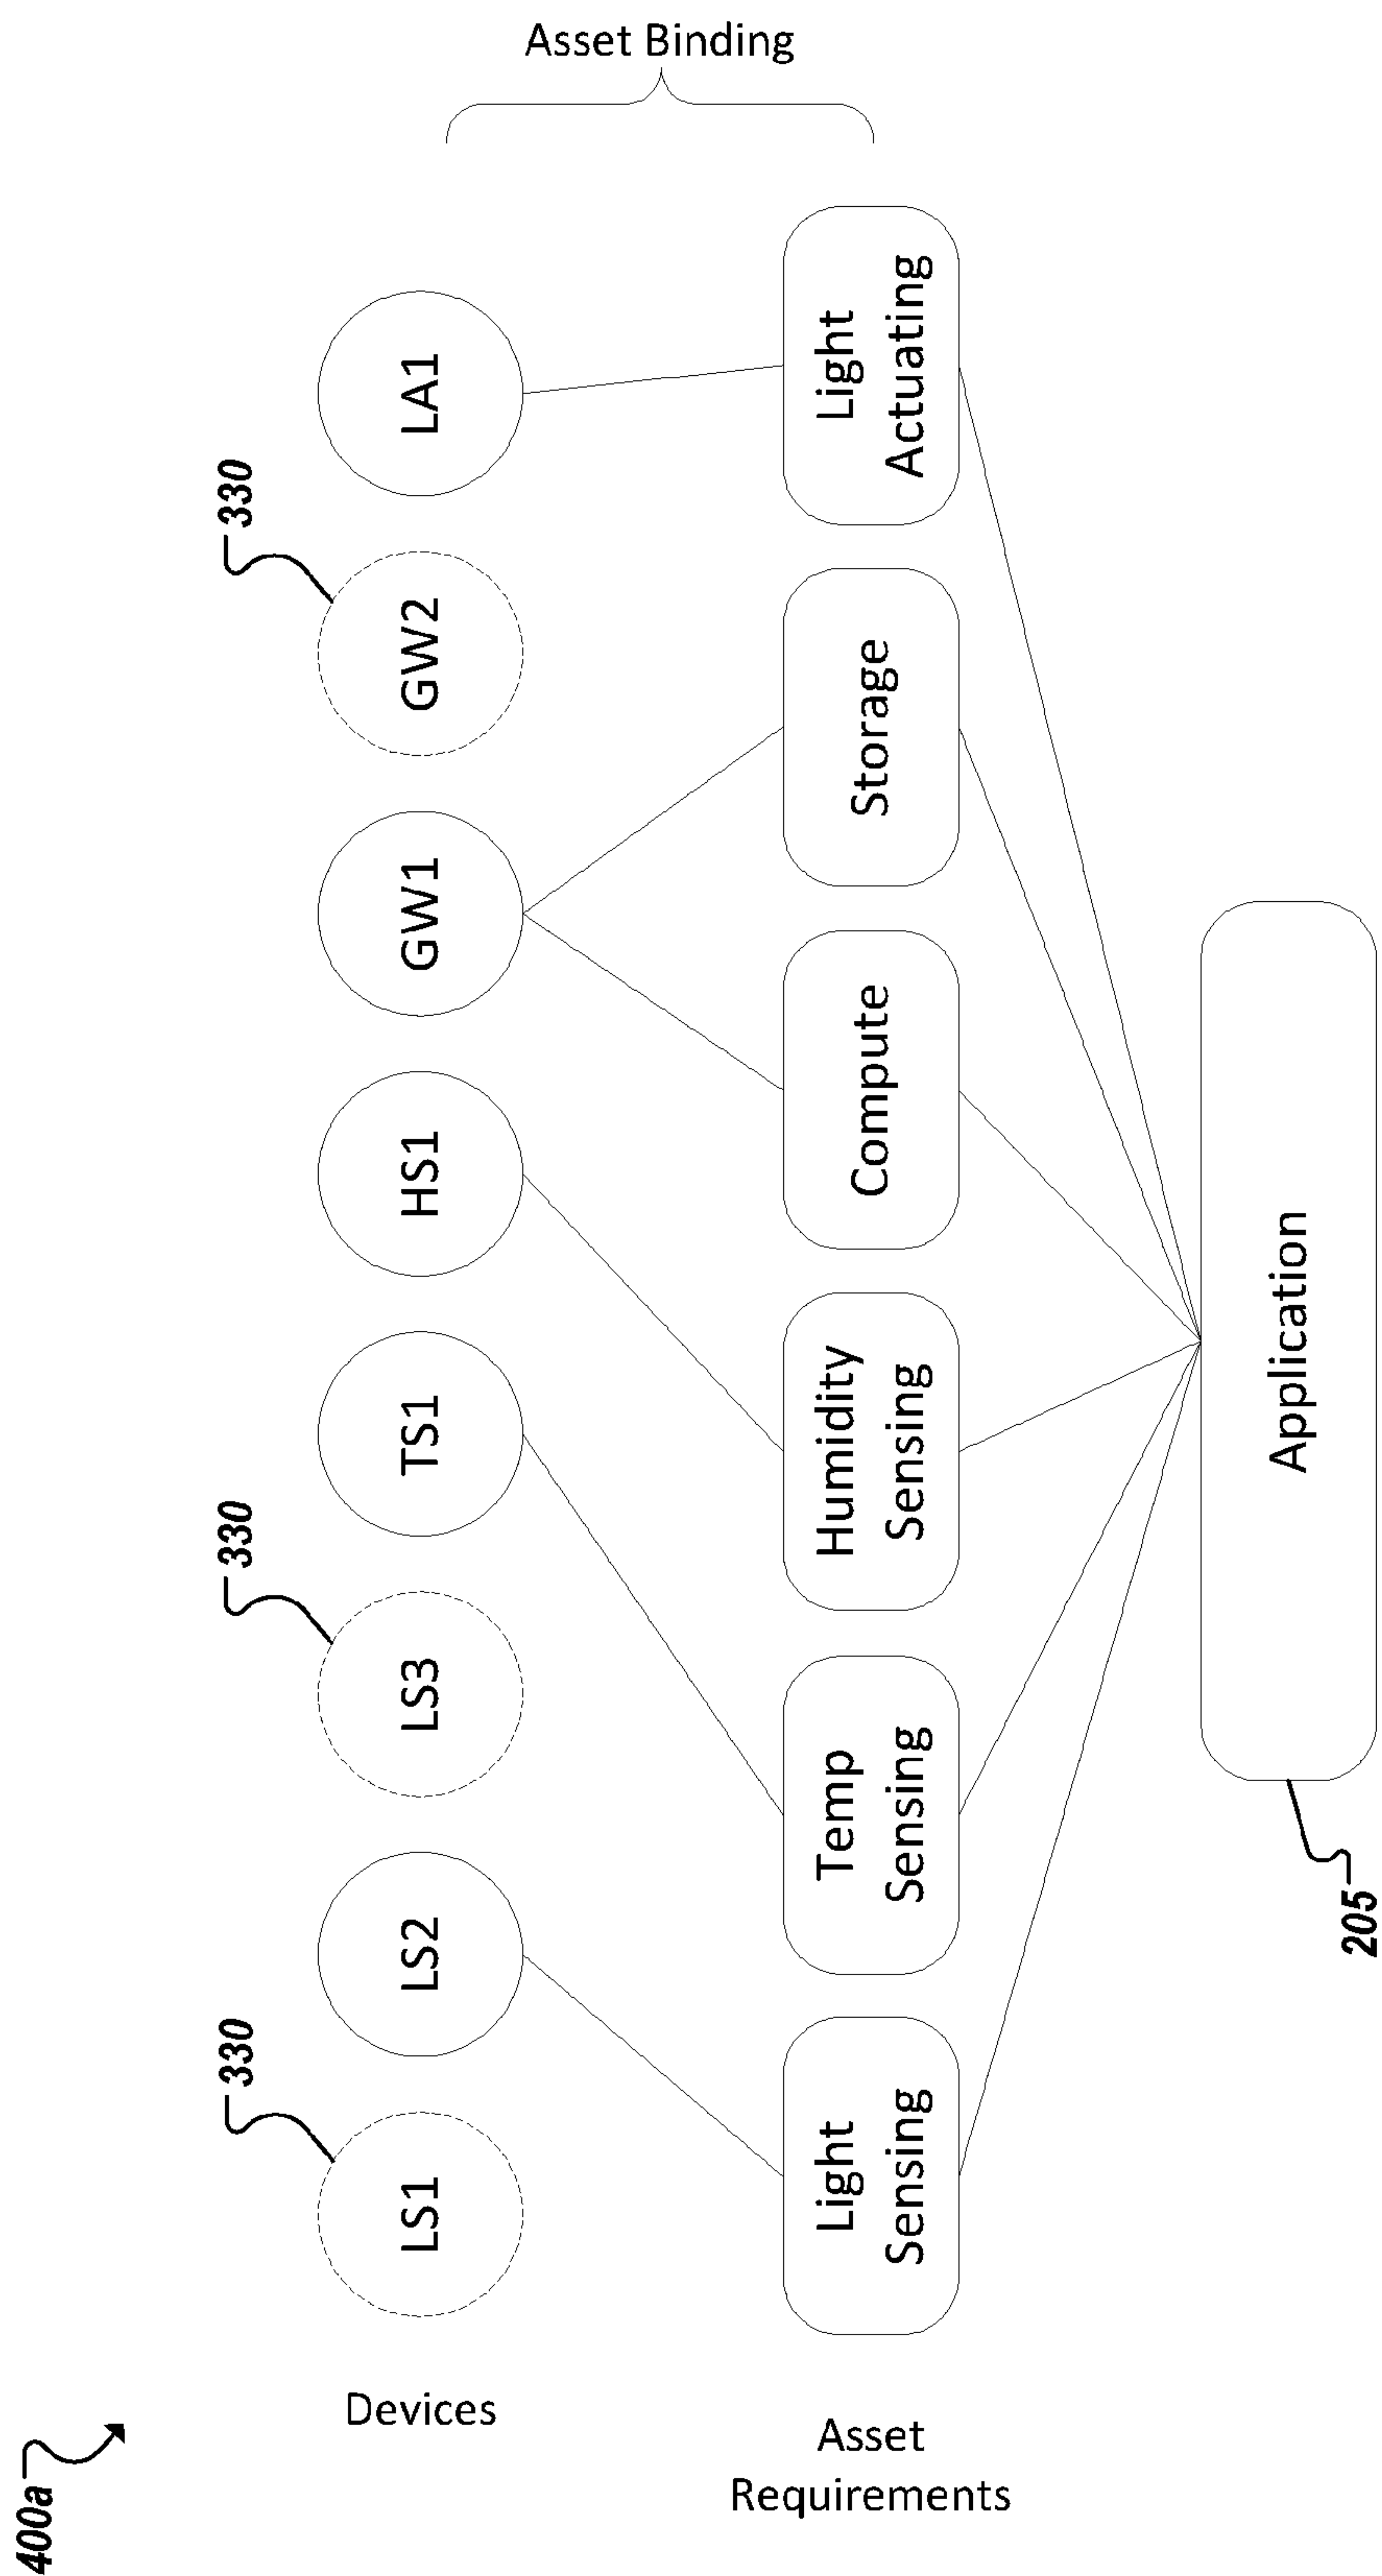 400a
Asset Binding
Devices
330
330
330
LS1
LS2
LS3
TS1
HS1
GW1
GW2
LA1
Asset
Requirements
Light
Sensing
Temp
Sensing
Humidity
Sensing
Compute
Storage
Light
Actuating
Application
205